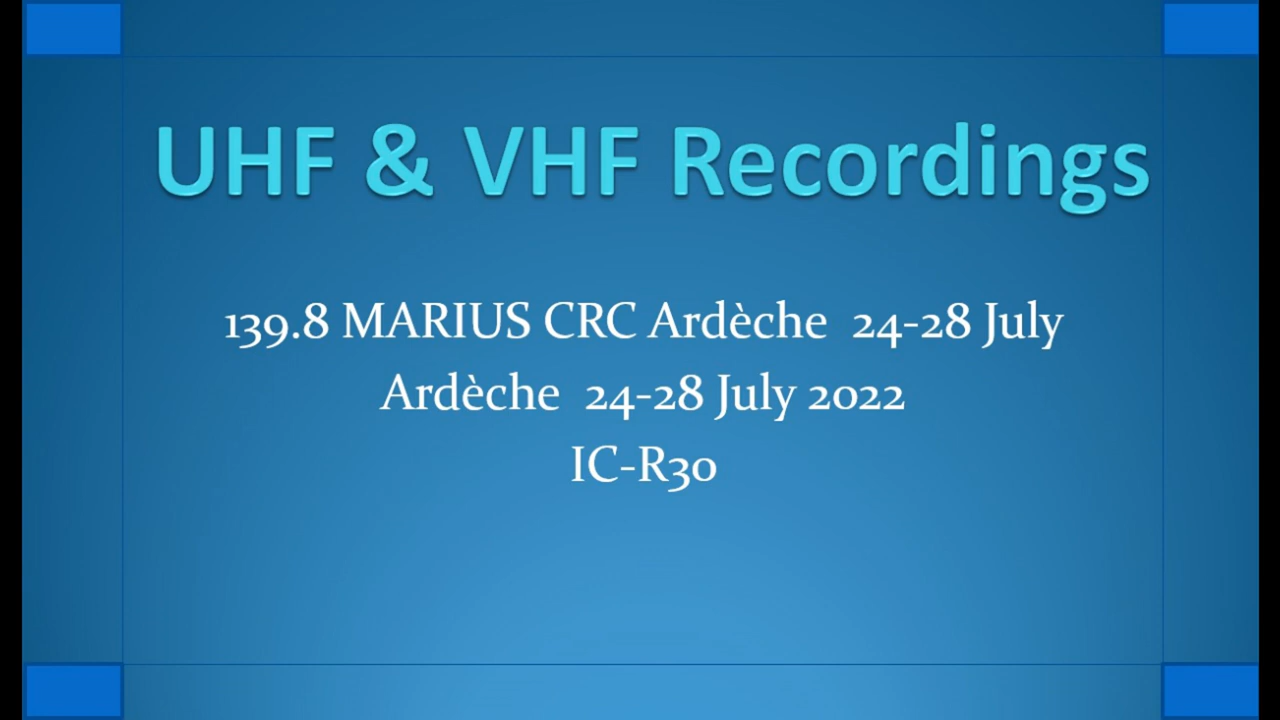 UHF & VHF Recordings
139.8 MARIUS CRC Ardèche 24-28 July
Ardèche 24-28 July 2022
IC-R30